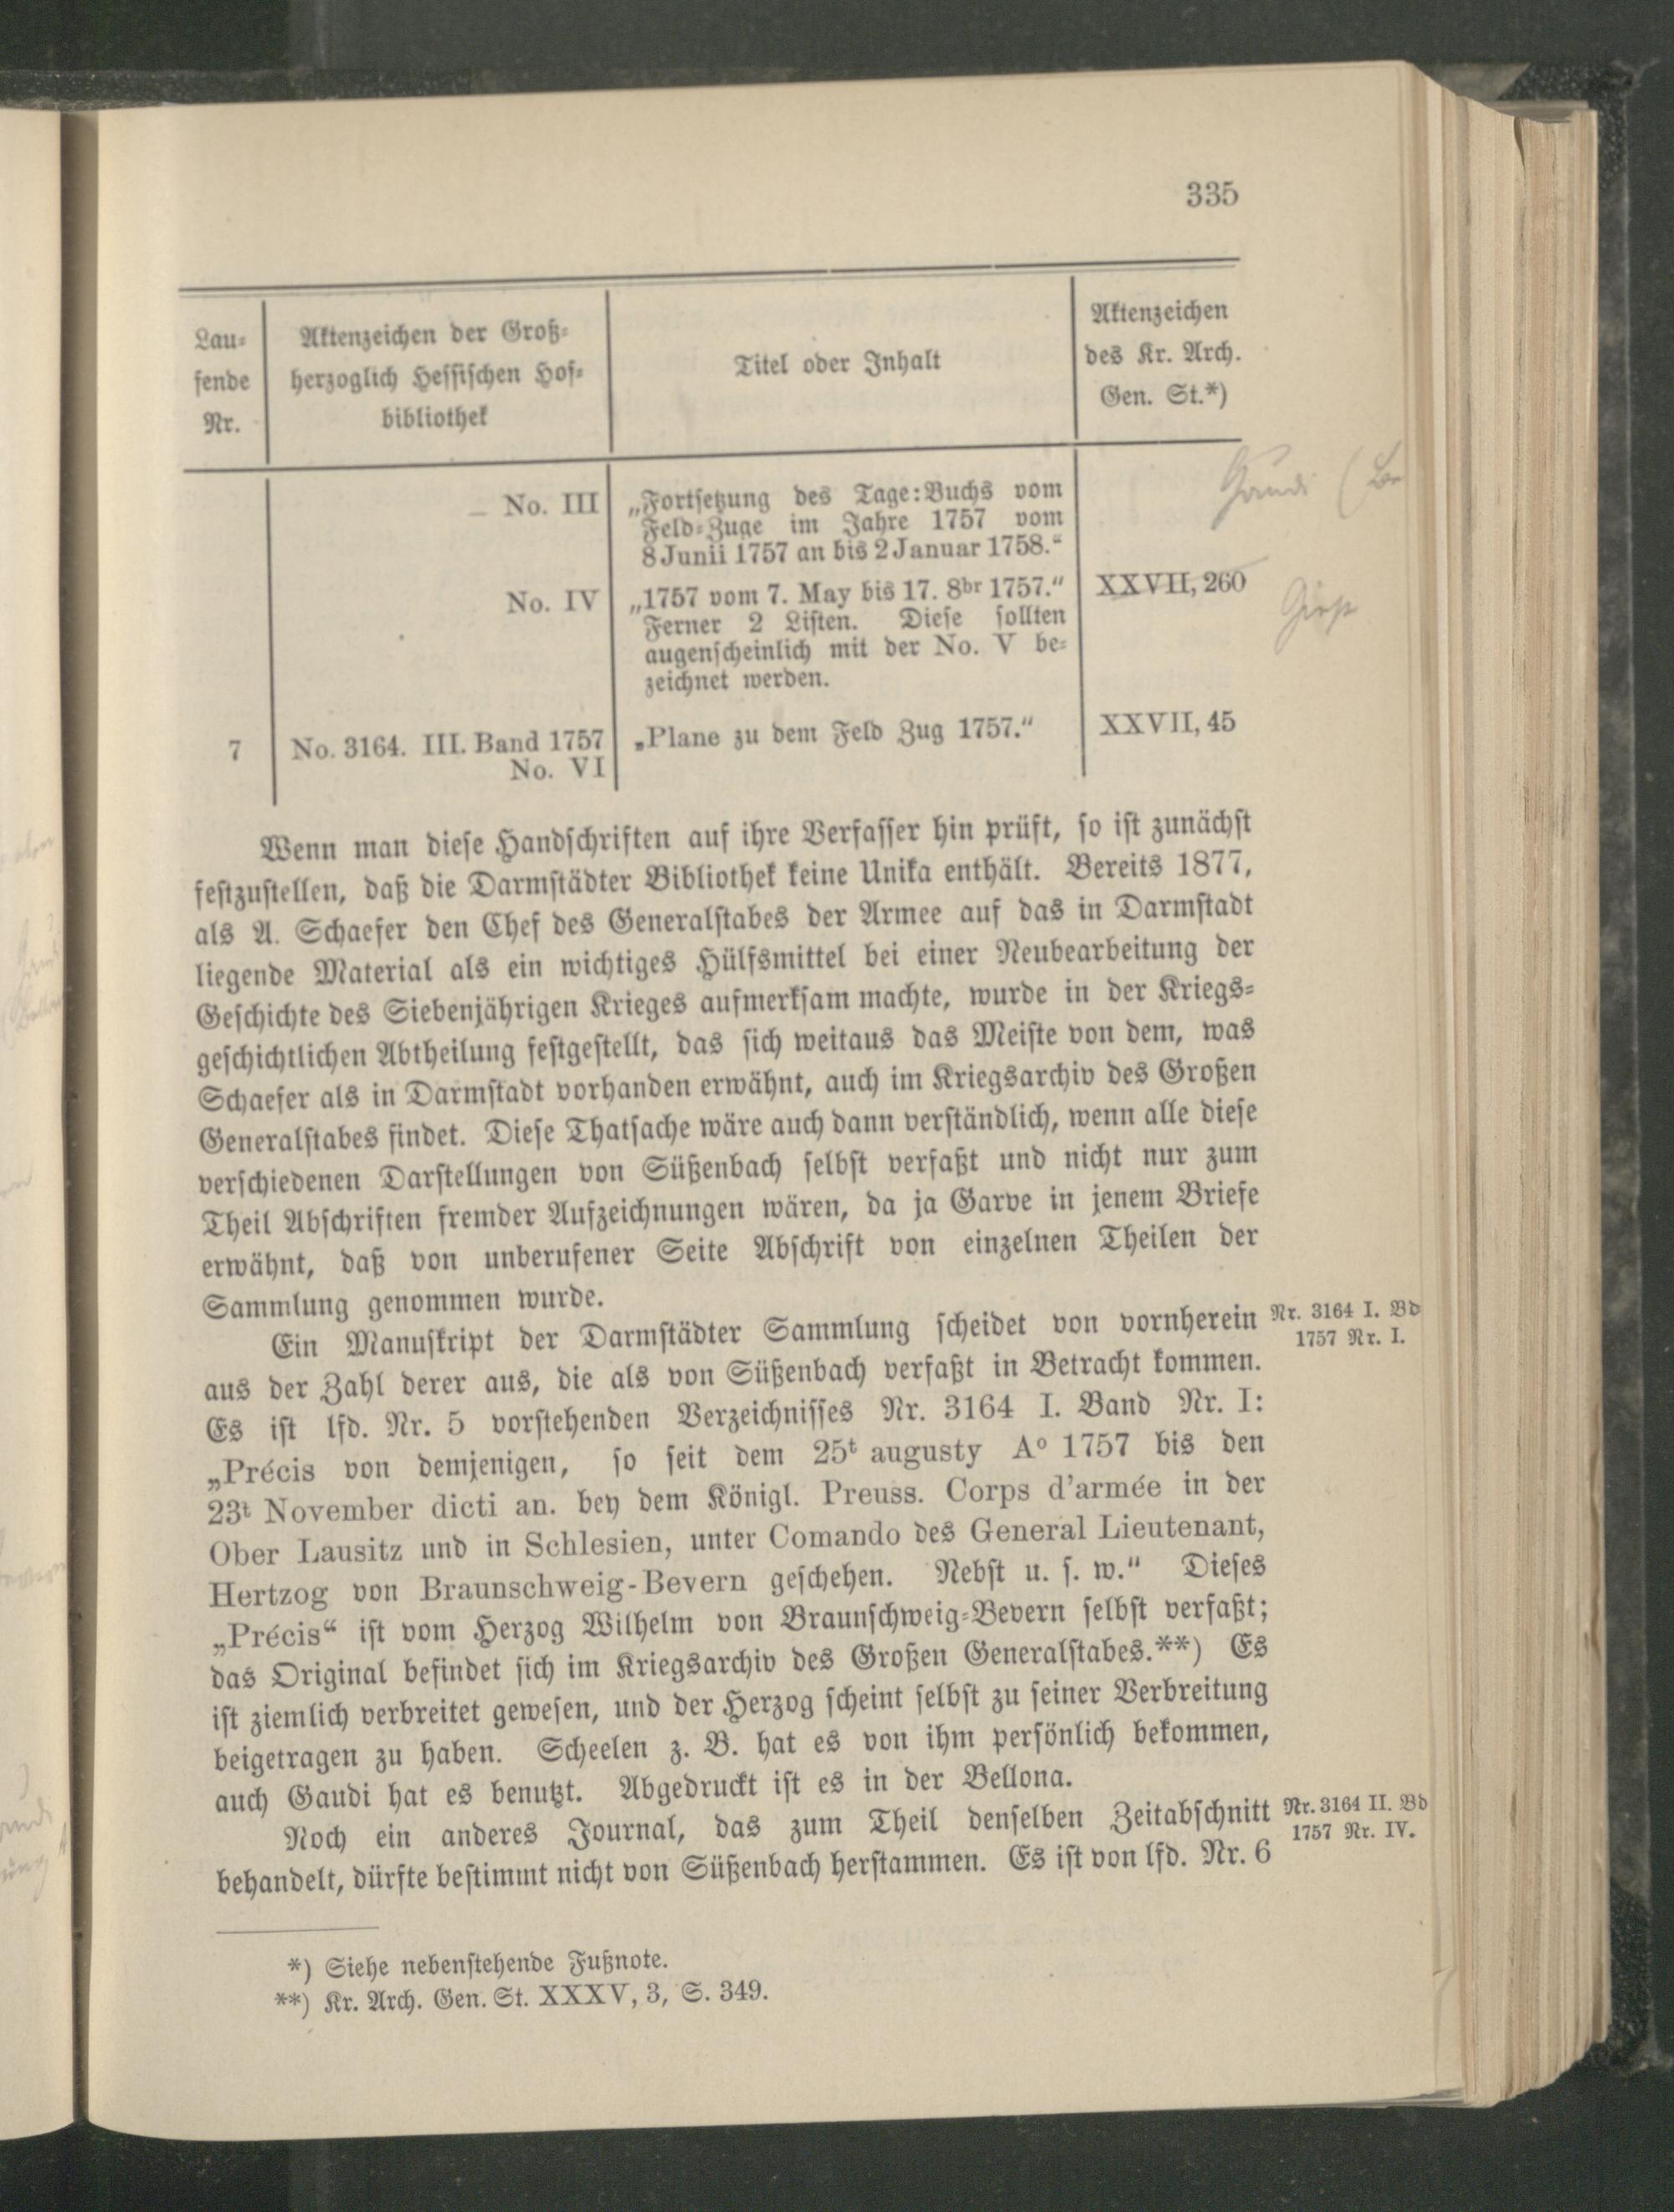 335
Lau-
fende
Nr.
Aktenzeichen der Groß-
herzoglich Hessischen Hof-
bibliothek
Titel oder Inhalt
Aktenzeichen
des Kr. Arch.
Gen. St.*)
No. III
„Fortsetzung des Tage:Buchs vom
Feld-Zuge im Jahre 1757 vom
8 Junii 1757 an bis 2 Januar 1758.“
Gaudi
No. IV
„1757 vom 7. May bis 17. 8br 1757.“
Ferner 2 Listen. Diese sollten
augenscheinlich mit der No. V be-
zeichnet werden.
XXVII, 260
7
No. 3164. III. Band 1757
No. VI
„Plane zu dem Feld Zug 1757.“
XXVII, 45
Wenn man diese Handschriften auf ihre Verfasser hin prüft, so ist zunächst
festzustellen, daß die Darmstädter Bibliothek keine Unika enthält. Bereits 1877,
als A. Schaefer den Chef des Generalstabes der Armee auf das in Darmstadt
liegende Material als ein wichtiges Hülfsmittel bei einer Neubearbeitung der
Geschichte des Siebenjährigen Krieges aufmerksam machte, wurde in der Kriegs-
geschichtlichen Abtheilung festgestellt, das sich weitaus das Meiste von dem, was
Schaefer als in Darmstadt vorhanden erwähnt, auch im Kriegsarchiv des Großen
Generalstabes findet. Diese Thatsache wäre auch dann verständlich, wenn alle diese
verschiedenen Darstellungen von Süßenbach selbst verfaßt und nicht nur zum
Theil Abschriften fremder Aufzeichnungen wären, da ja Garve in jenem Briefe
erwähnt, daß von unberufener Seite Abschrift von einzelnen Theilen der
Sammlung genommen wurde.
Ein Manuskript der Darmstädter Sammlung scheidet von vornherein
Nr. 3164 I. Bd
1757 Nr. I.
aus der Zahl derer aus, die als von Süßenbach verfaßt in Betracht kommen.
Es ist lfd. Nr. 5 vorstehenden Verzeichnisses Nr. 3164 I. Band Nr. I:
„Précis von demjenigen, so seit dem 25t augusty Ao 1757 bis den
23t November dicti an. bey dem Königl. Preuss. Corps d'armée in der
Ober Lausitz und in Schlesien, unter Comando des General Lieutenant,
Hertzog von Braunschweig-Bevern geschehen. Nebst u. s. w.“ Dieses
„Précis“ ist vom Herzog Wilhelm von Braunschweig-Bevern selbst verfaßt;
das Original befindet sich im Kriegsarchiv des Großen Generalstabes.**) Es
ist ziemlich verbreitet gewesen, und der Herzog scheint selbst zu seiner Verbreitung
beigetragen zu haben. Scheelen z. B. hat es von ihm persönlich bekommen,
auch Gaudi hat es benutzt. Abgedruckt ist es in der Bellona.
Noch ein anderes Journal, das zum Theil denselben Zeitabschnitt
Nr. 3164 II. Bd
1757 Nr. IV.
behandelt, dürfte bestimmt nicht von Süßenbach herstammen. Es ist von lfd. Nr. 6
*) Siehe nebenstehende Fußnote.
**) Kr. Arch. Gen. St. XXXV, 3, S. 349.